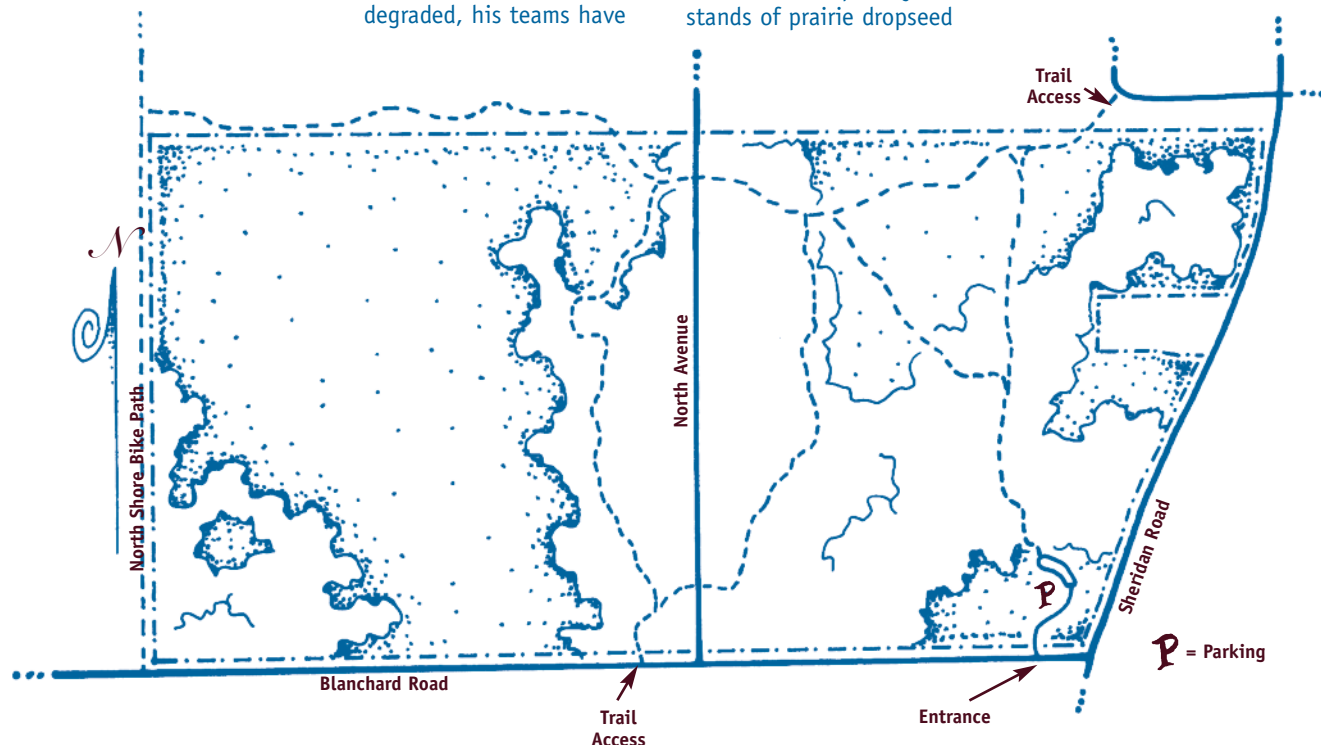 degraded, his teams have
stands of prairie dropseed
Trail
Access
N
North Shore Bike Path
North Avenue
Sheridan Road
P
P = Parking
Blanchard Road
Entrance
Trail
Access